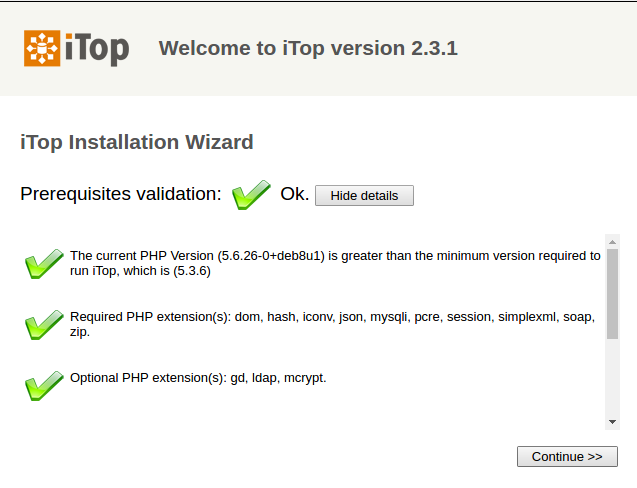 iTop
Welcome to iTop version 2.3.1
iTop Installation Wizard
Prerequisites validation:
Ok.
Hide details
The current PHP Version (5.6.26-0+deb8u1) is greater than the minimum version required to
run iTop, which is (5.3.6)
Required PHP extension(s): dom, hash, iconv, json, mysqli, pcre, session, simplexml, soap,
zip.
Optional PHP extension(s): gd, ldap, mcrypt.
Continue >>